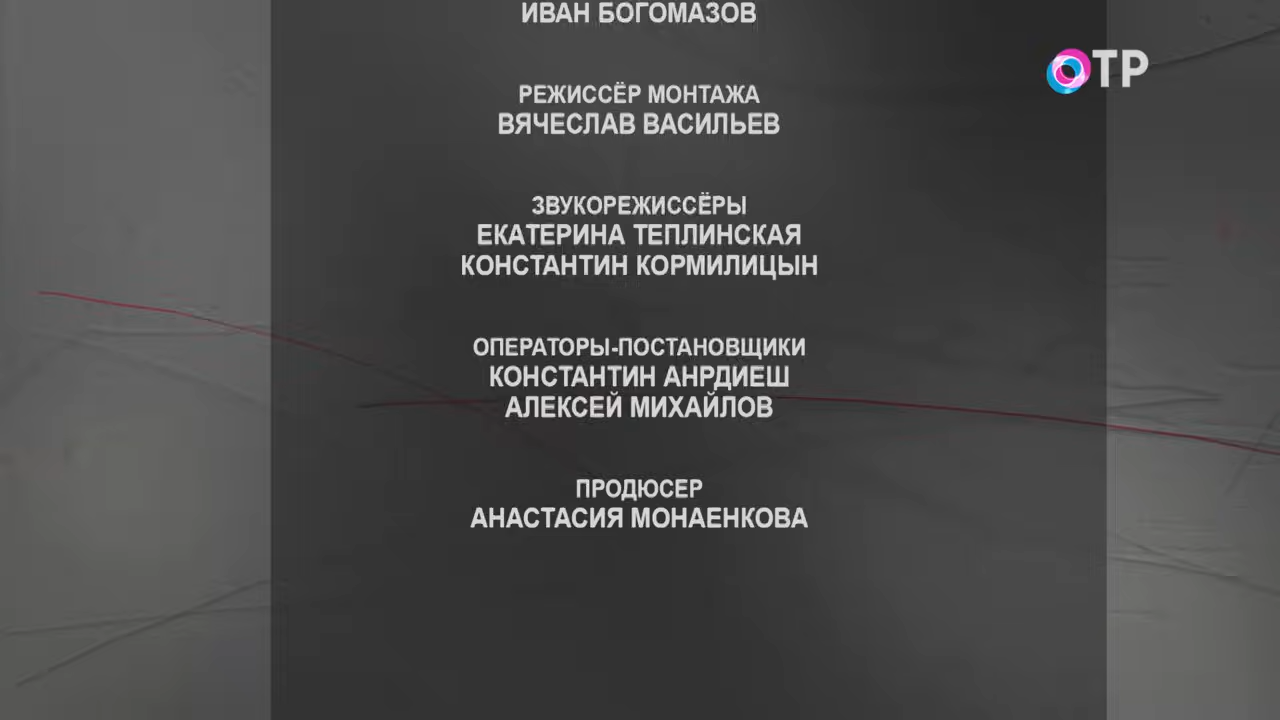 ИВАН БОГОМАЗОВ
ОТР
РЕЖИССЁР МОНТАЖА
ВЯЧЕСЛАВ ВАСИЛЬЕВ
ЗВУКОРЕЖИССЁРЫ
ЕКАТЕРИНА ТЕПЛИНСКАЯ
КОНСТАНТИН КОРМИЛИЦЫН
ОПЕРАТОРЫ-ПОСТАНОВЩИКИ
КОНСТАНТИН АНРДИЕШ
АЛЕКСЕЙ МИХАЙЛОВ
ПРОДЮСЕР
АНАСТАСИЯ МОНАЕНКОВА